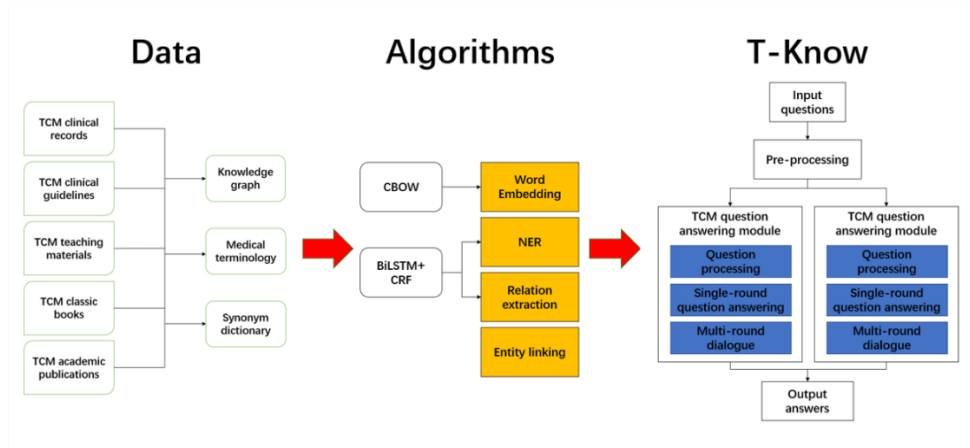 Data
Algorithms
T-Know
TCM clinical
records
TCM clinical
guidelines
TCM teaching
materials
TCM classic
books
TCM academic
publications
Knowledge
graph
Medical
terminology
Synonym
dictionary
CBOW
BiLSTM+
CRF
Word
Embedding
NER
Relation
extraction
Entity linking
Input
questions
Pre-processing
TCM question
answering module
Question
processing
Single-round
question answering
Multi-round
dialogue
TCM question
answering module
Question
processing
Single-round
question answering
Multi-round
dialogue
Output
answers